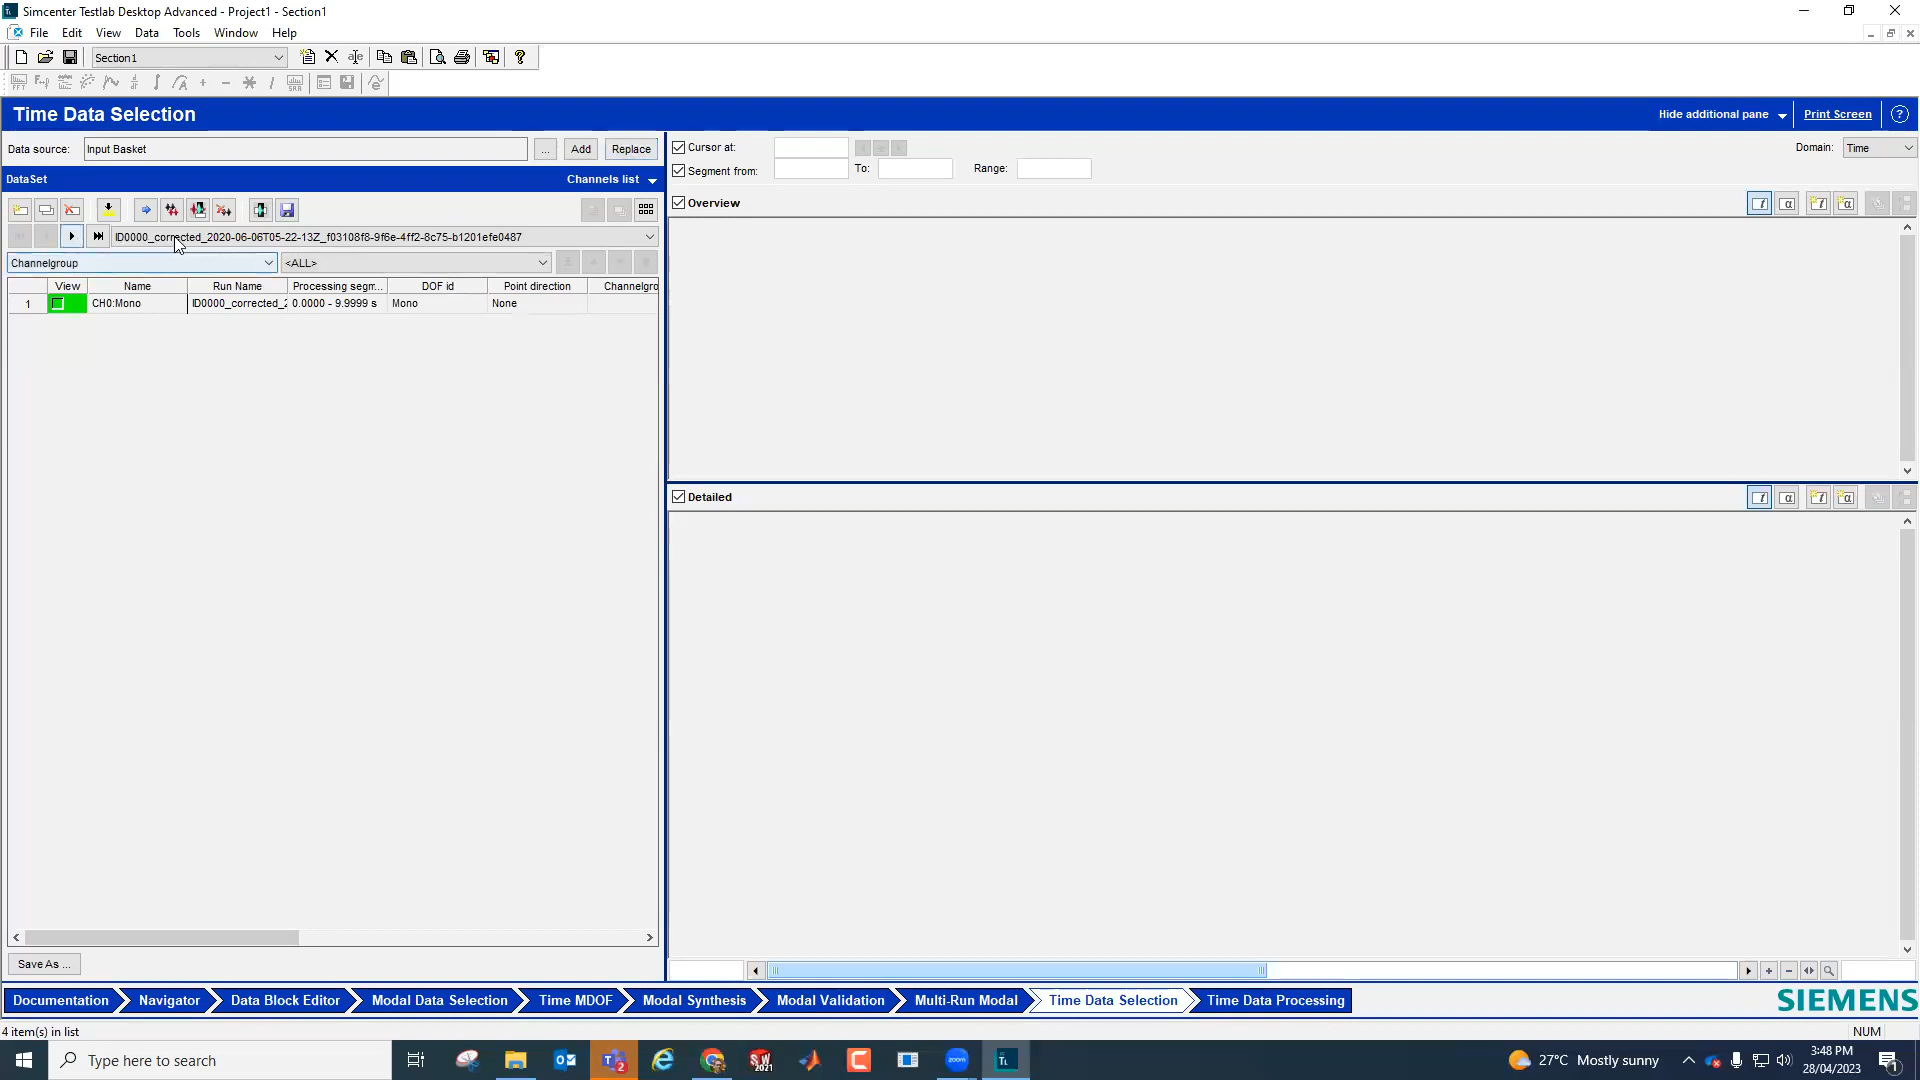 Simcenter Testlab Desktop Advanced - Project1 - Section1
File Edit View Data Tools Window Help
Section1
Time Data Selection
Hide additional pane
Print Screen
Data source: Input Basket ... Add Replace
Cursor at:
Domain: Time
Segment from: To: Range:
DataSet Channels list
Overview
ID0000_corrected_2020-06-06T05-22-13Z_f03108f8-9f6e-4ff2-8c75-b1201efe0487
Channelgroup <ALL>
View Name Run Name Processing segm... DOF id Point direction Channelgro
1 CH0:Mono ID0000_corrected_2 0.0000 - 9.9999 s Mono None
Detailed
Save As ...
Documentation Navigator Data Block Editor Modal Data Selection Time MDOF Modal Synthesis Modal Validation Multi-Run Modal Time Data Selection Time Data Processing
SIEMENS
4 item(s) in list
NUM
Type here to search
27°C Mostly sunny
3:48 PM
28/04/2023